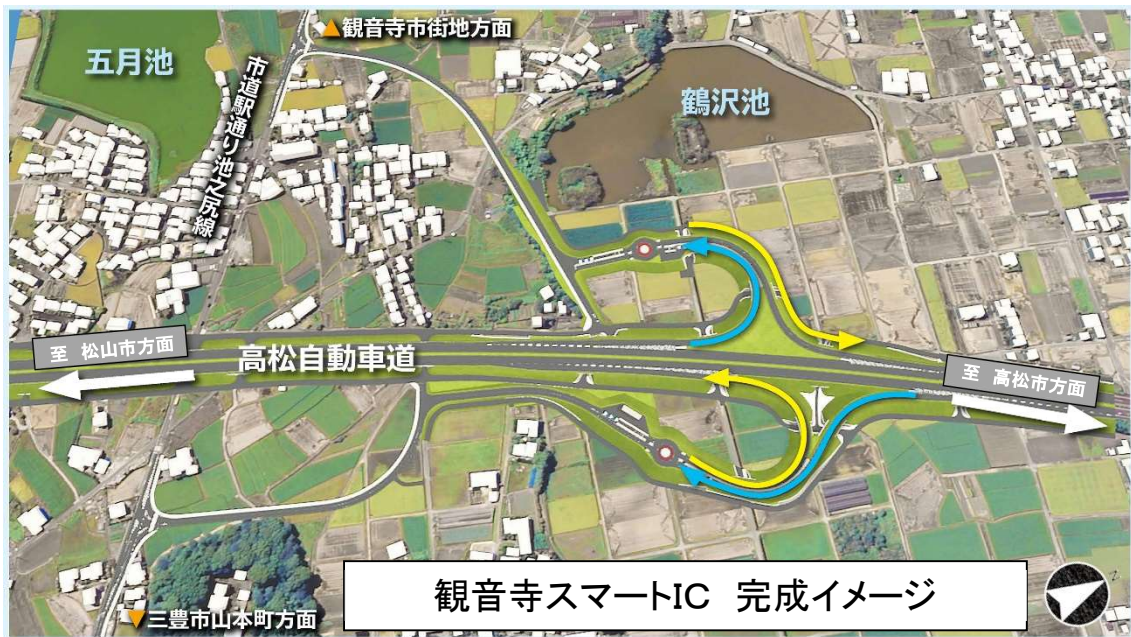 ▲観音寺市街地方面
五月池
市道駅通り池之尻線
鶴沢池
至 松山市方面
高松自動車道
至 高松市方面
▼三豊市山本町方面
観音寺スマートIC 完成イメージ
N